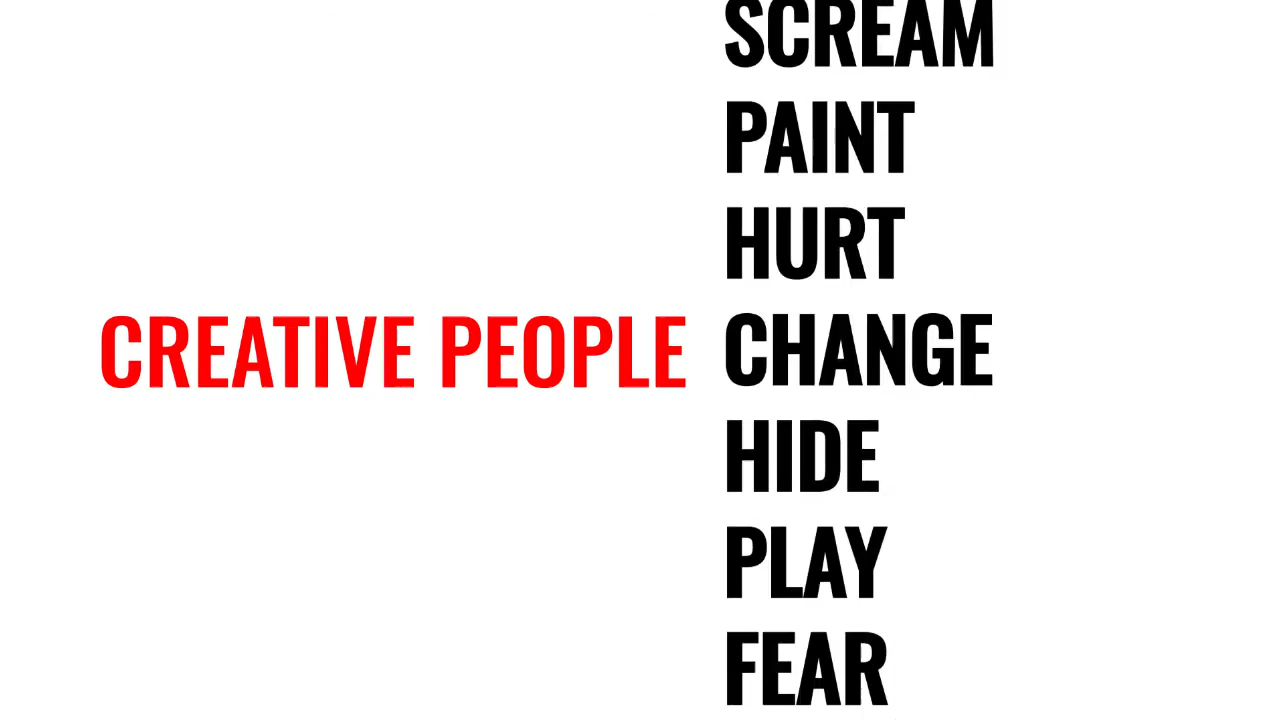 SCREAM
PAINT
HURT
CREATIVE PEOPLE CHANGE
HIDE
PLAY
FEAR